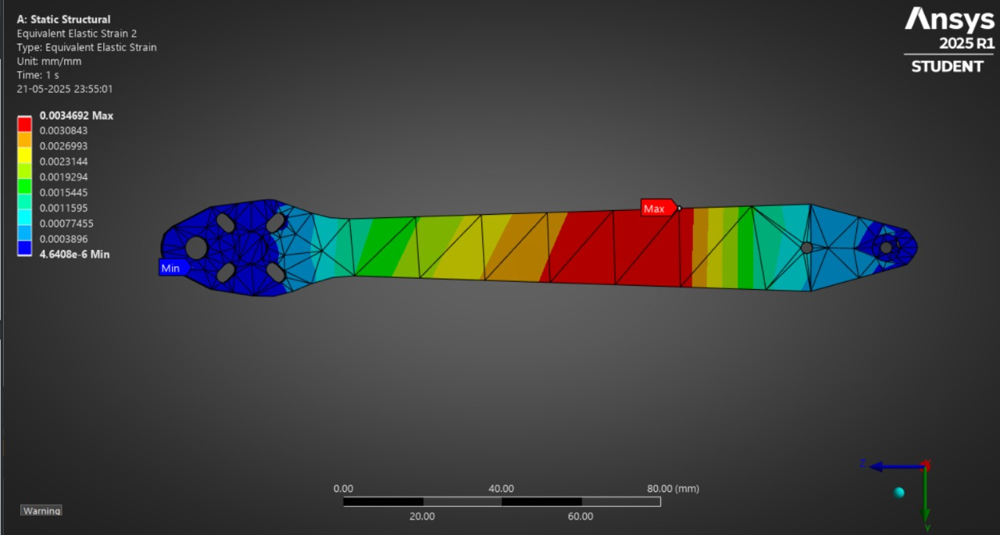 A: Static Structural
Equivalent Elastic Strain 2
Type: Equivalent Elastic Strain
Unit: mm/mm
Time: 1 s
21-05-2025 23:55:01
Ansys
2025 R1
STUDENT
0.0034692 Max
0.0030843
0.0026993
0.0023144
0.0019294
0.0015445
0.0011595
0.00077455
0.0003896
4.6408e-6 Min
Max
Min
0.00 40.00 80.00 (mm)
20.00 60.00
Z
X
Y
Warning